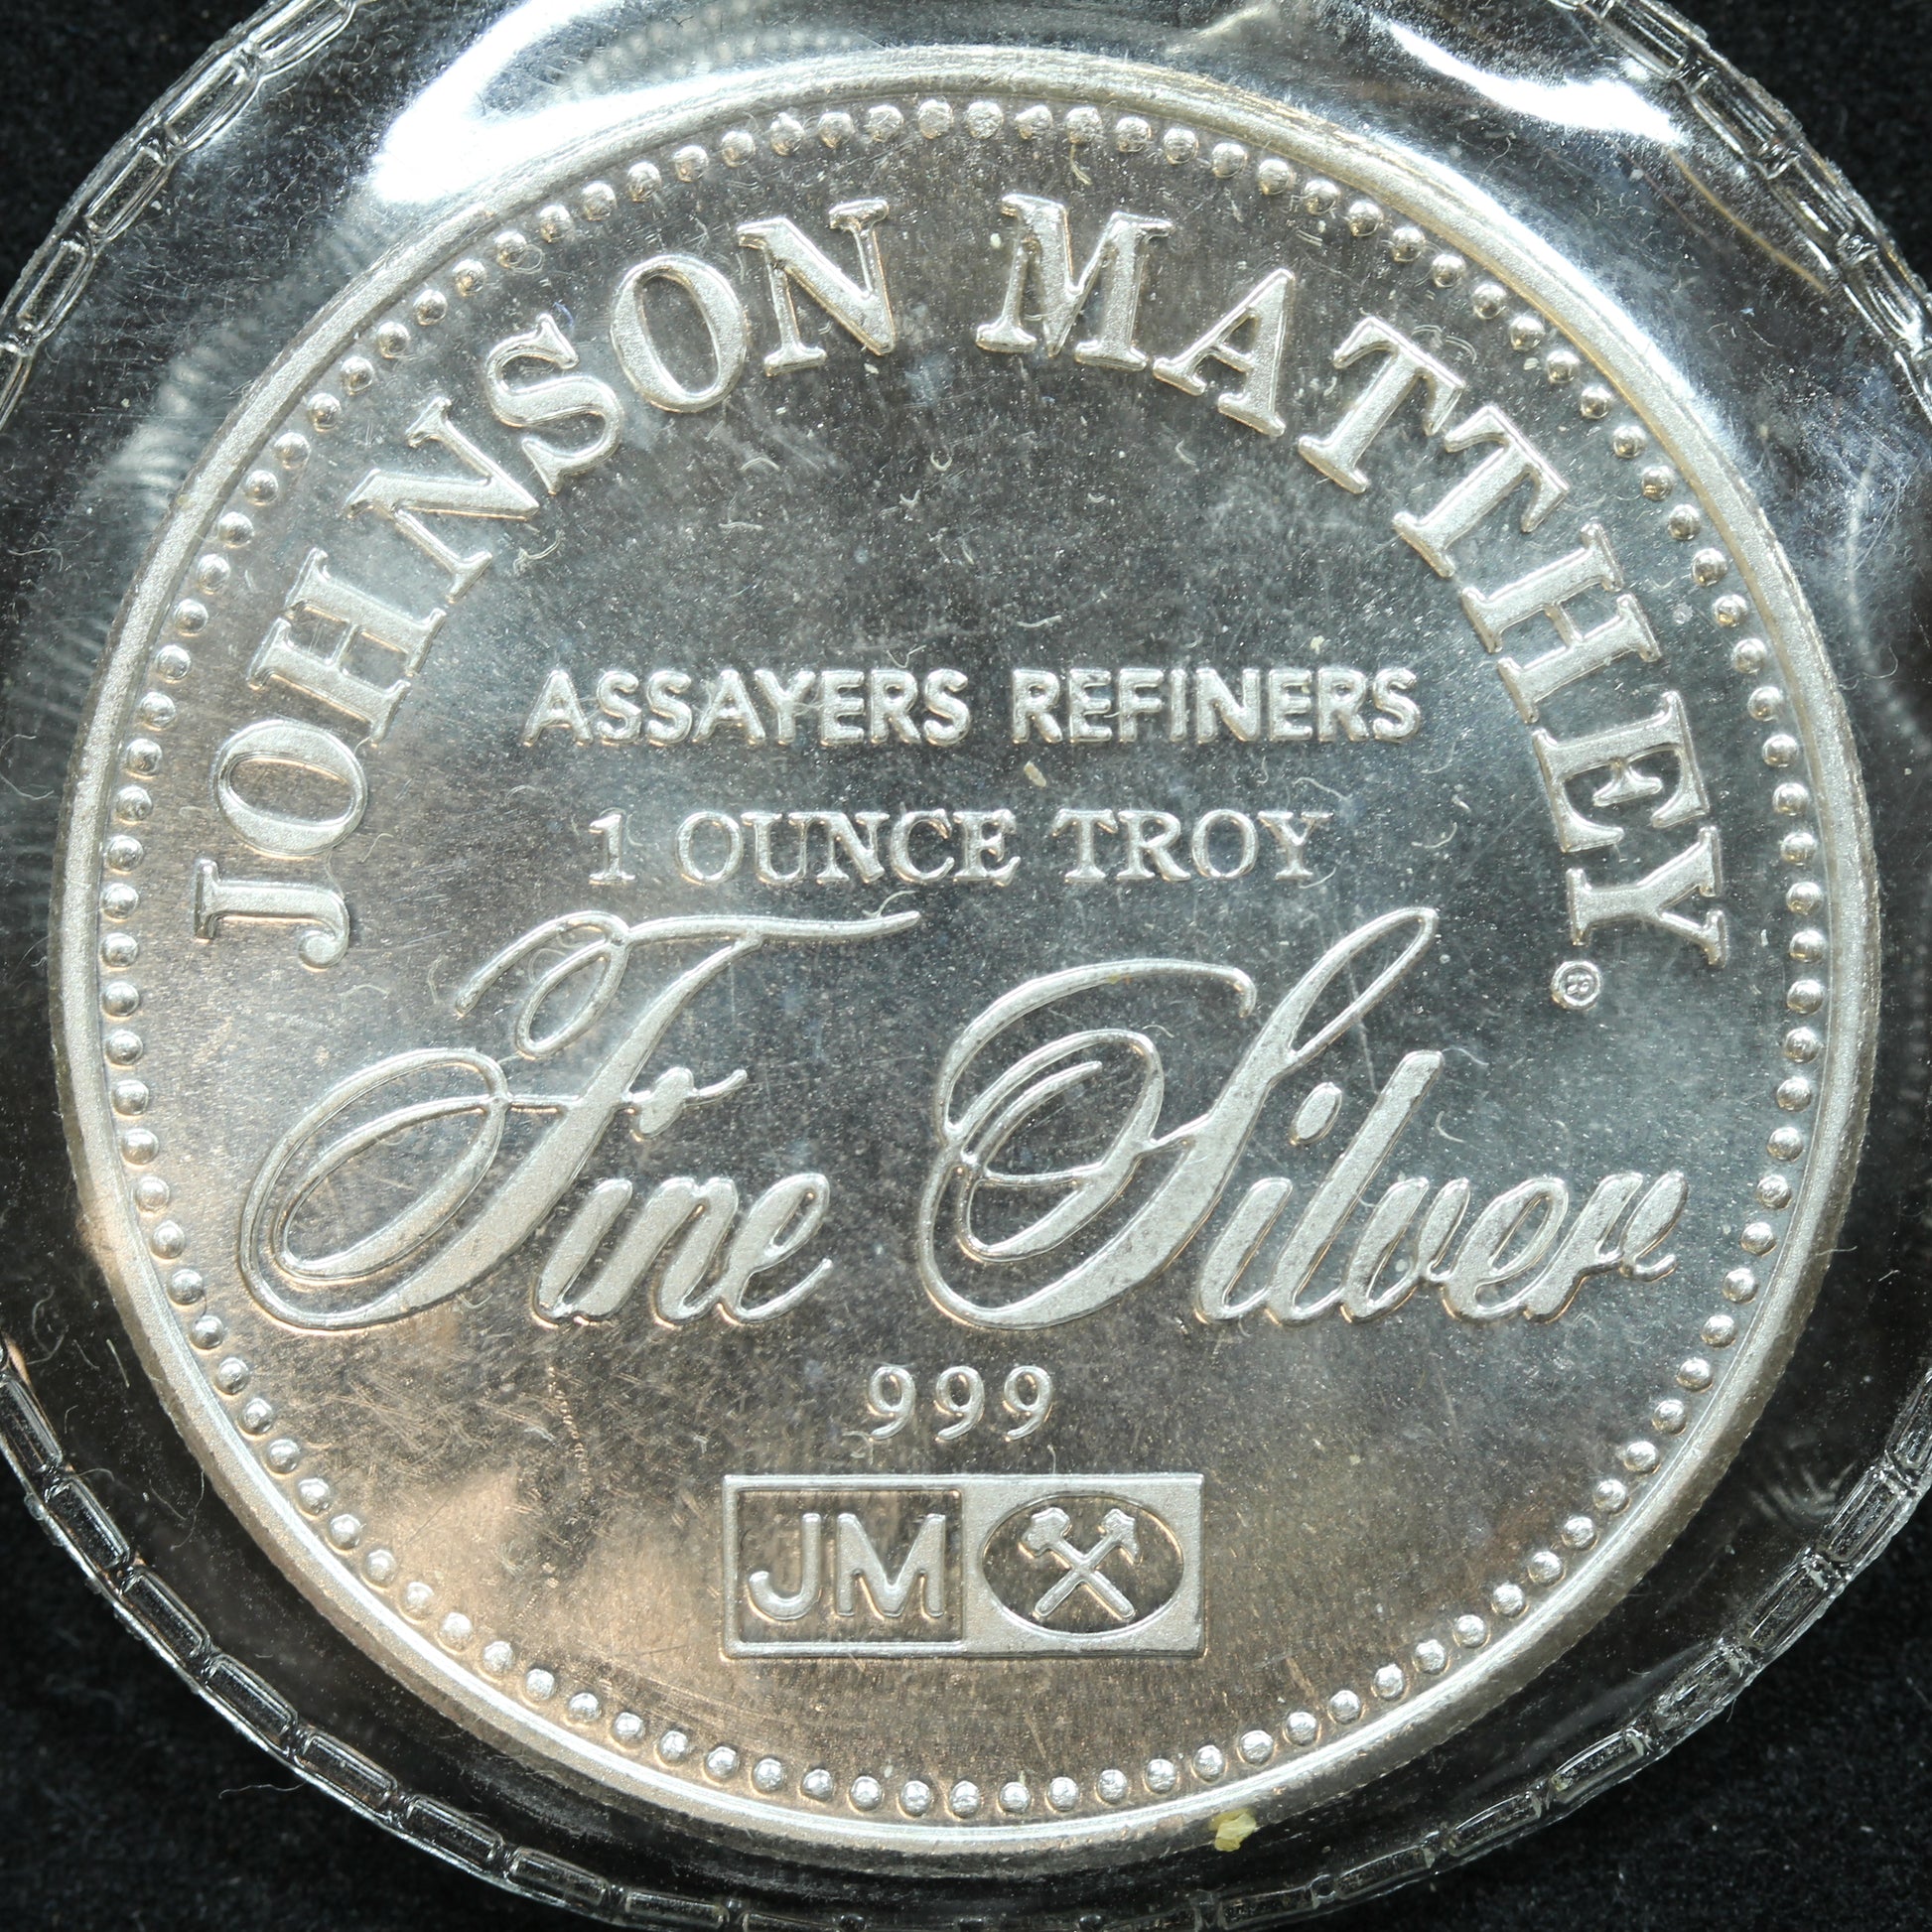 JOHNSON MATTHEY®
ASSAYERS REFINERS
1 OUNCE TROY
Fine Silver
999
JM